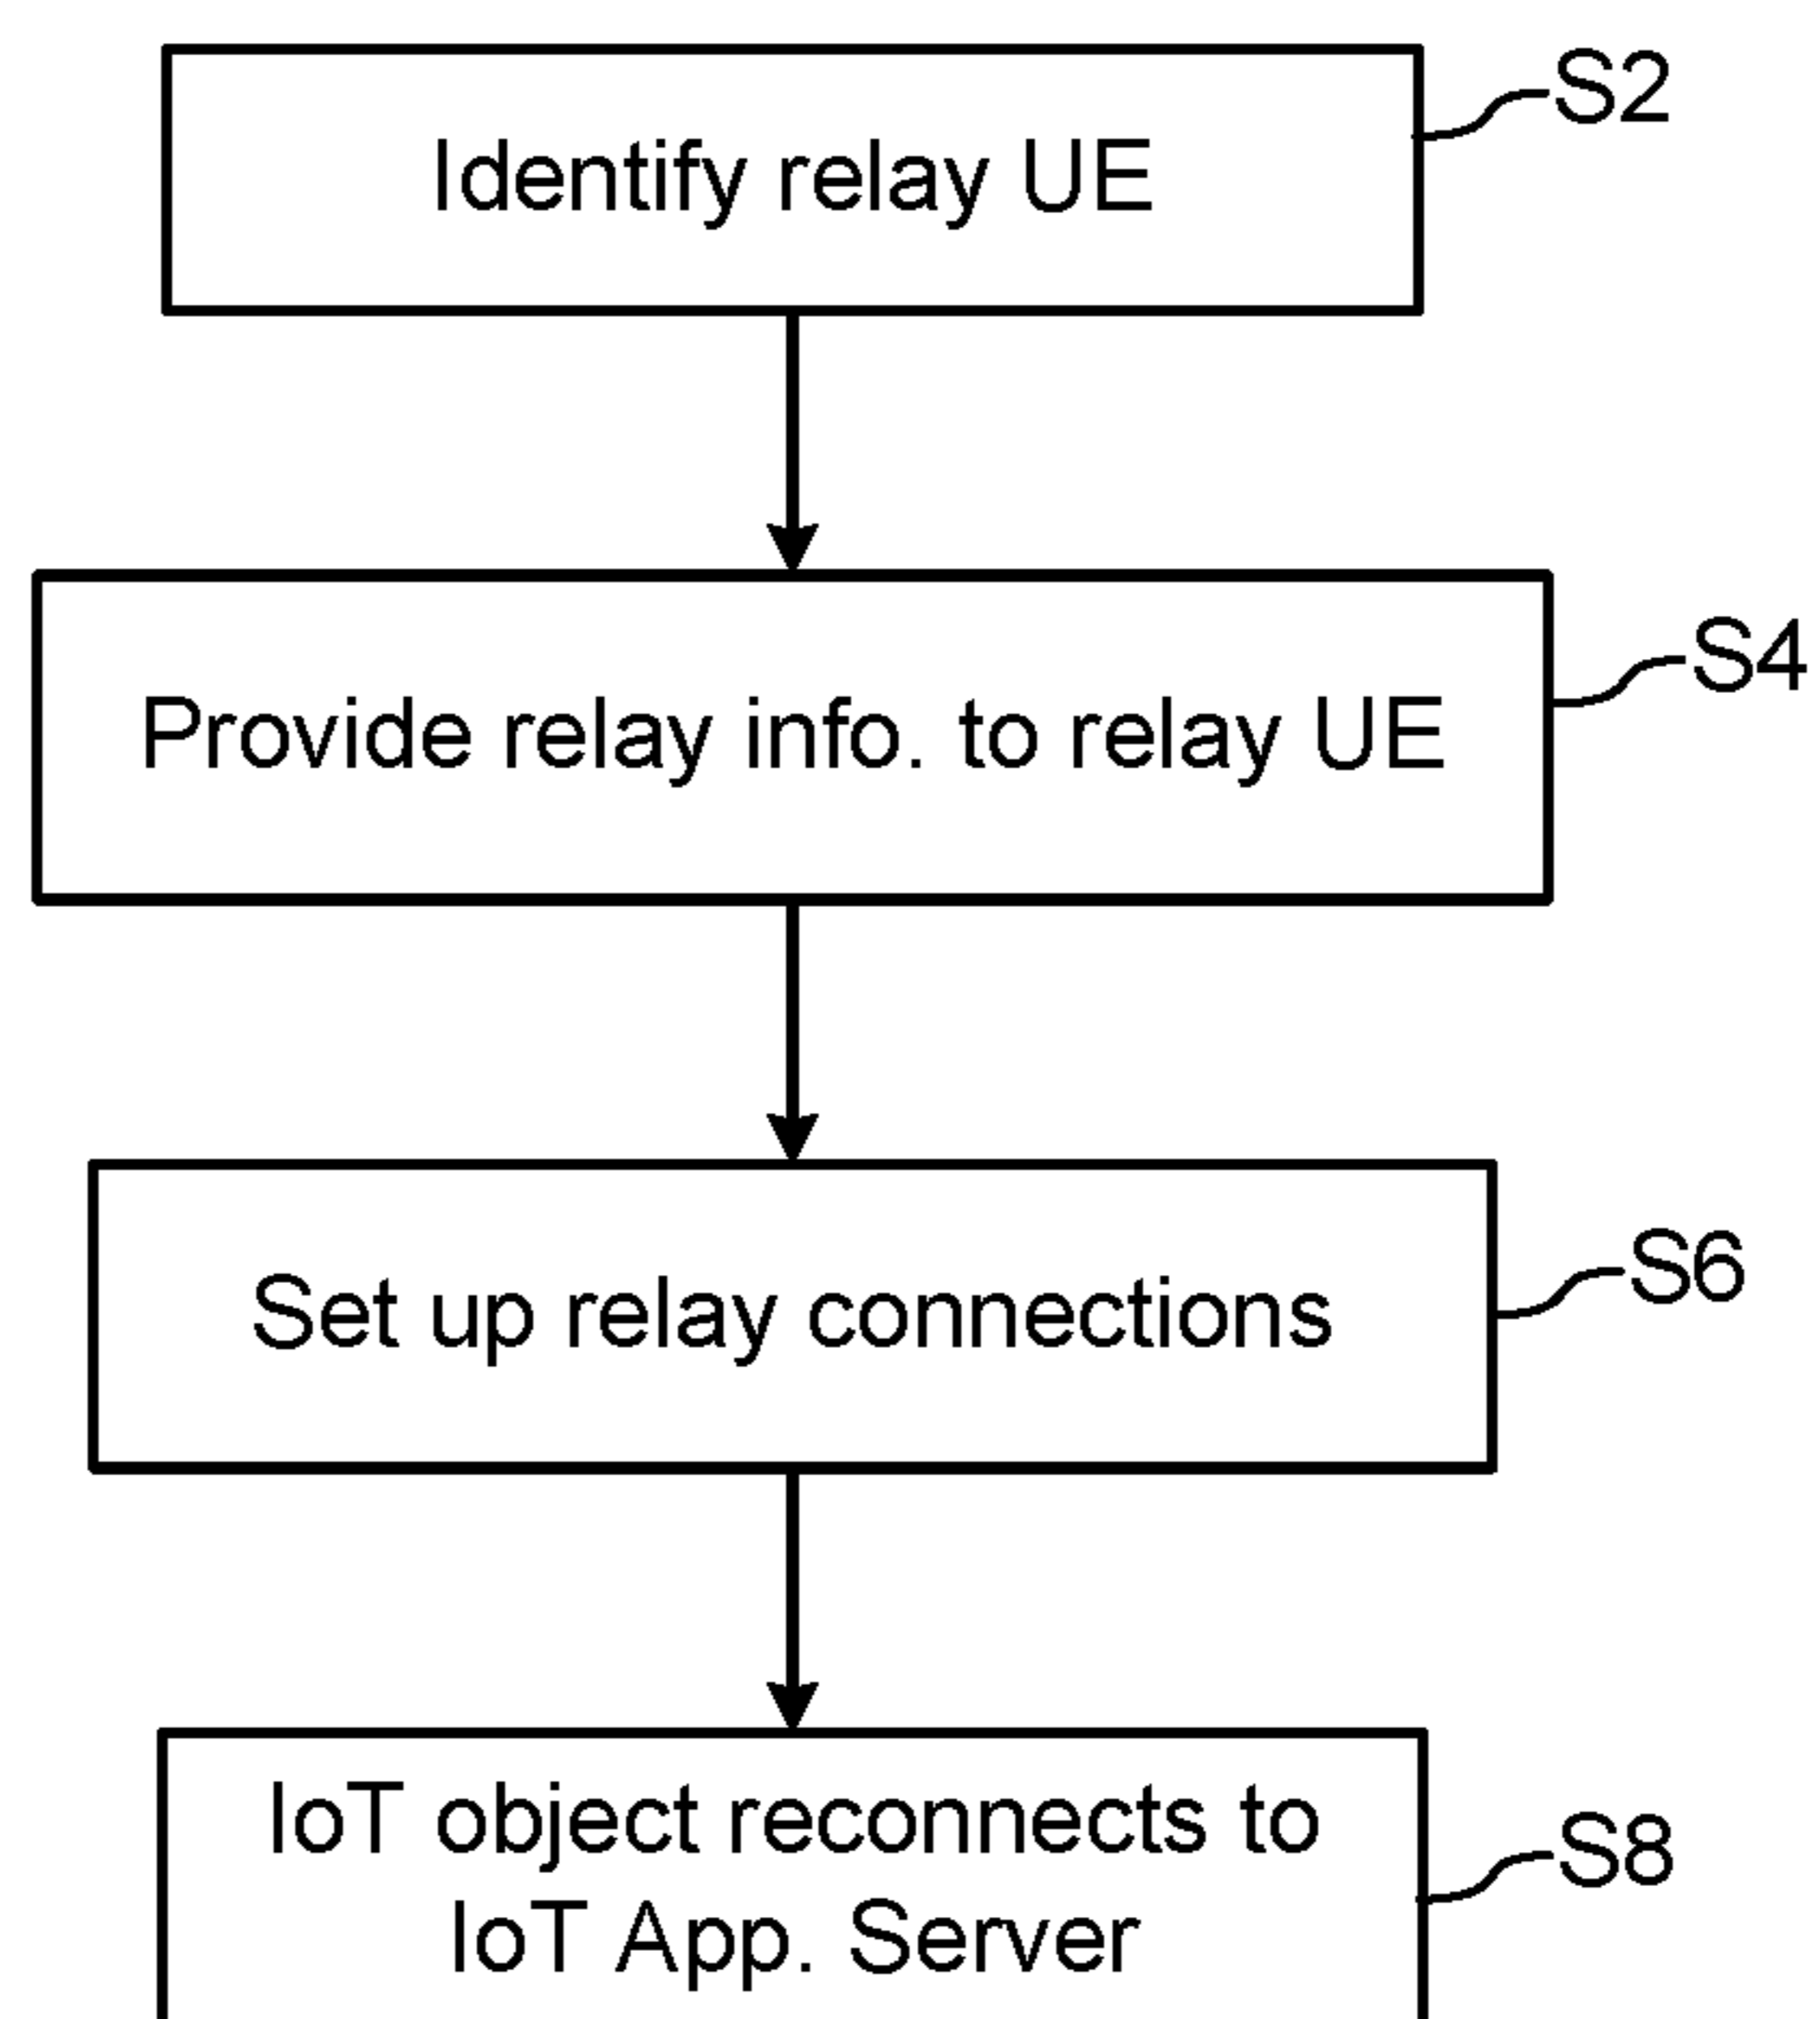 Identify relay UE
S2
Provide relay info. to relay UE
S4
Set up relay connections
S6
IoT object reconnects to
IoT App. Server
S8